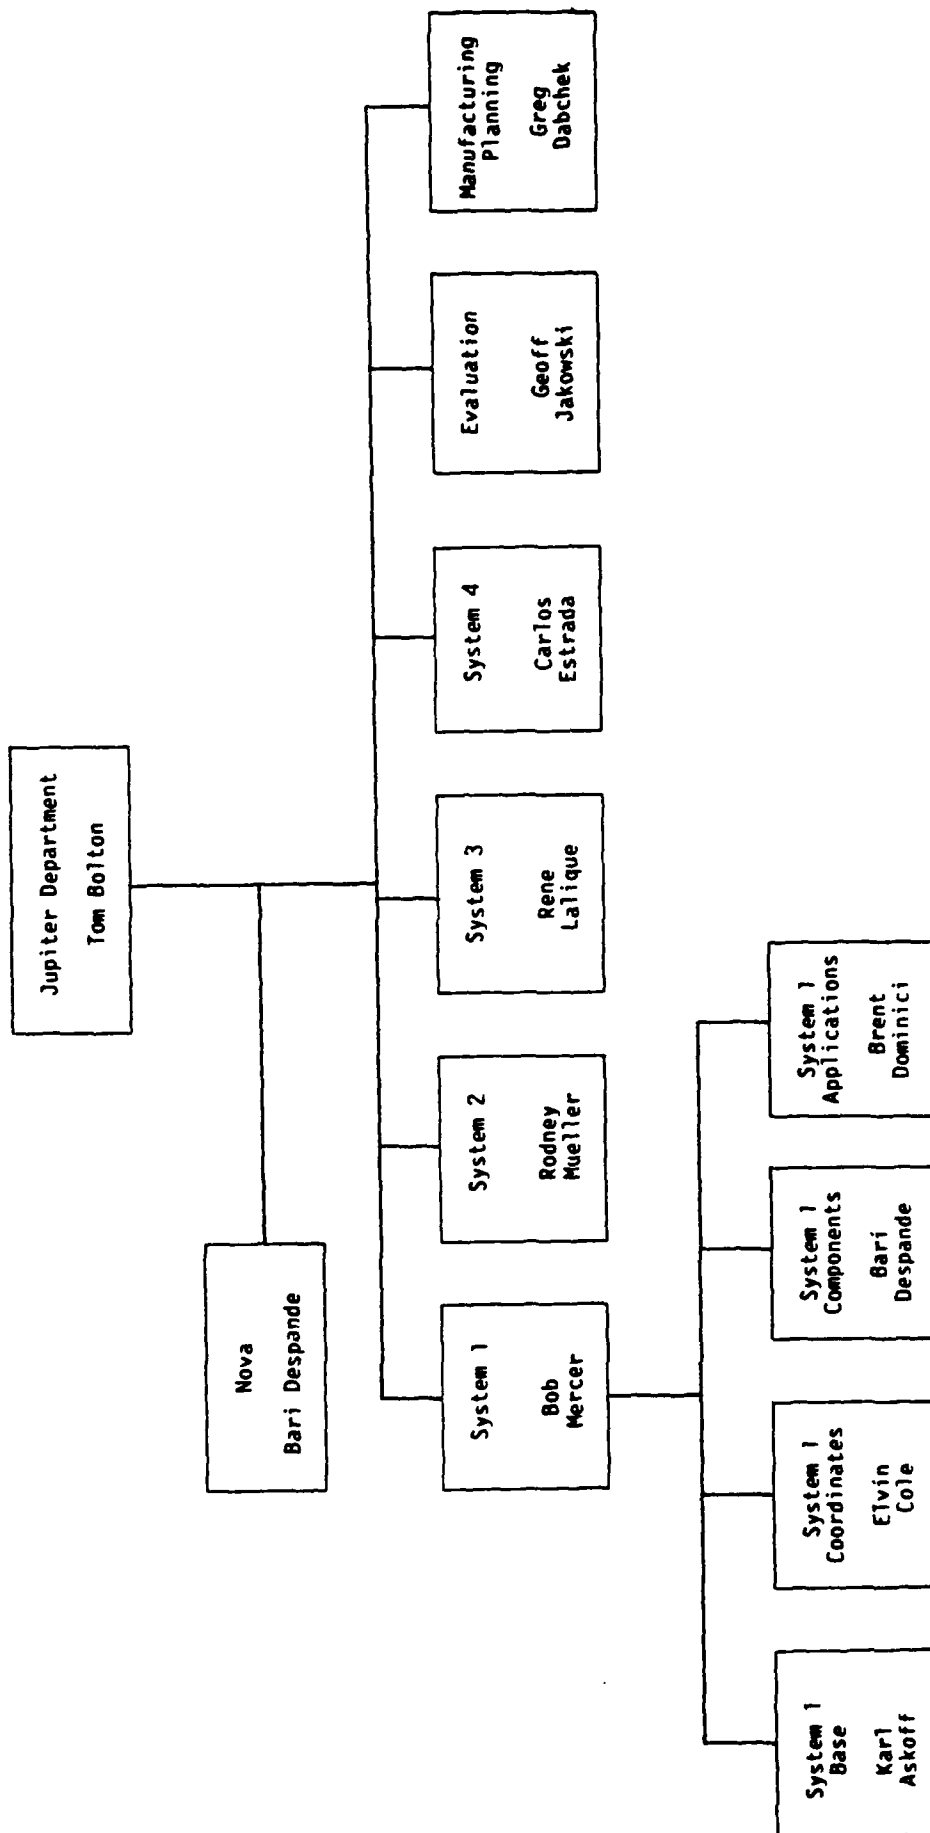 Jupiter Department
Tom Bolton
Nova
Bari Despande
System 1
Bob
Mercer
System 2
Rodney
Mueller
System 3
Rene
Lalique
System 4
Carlos
Estrada
Evaluation
Geoff
Jakowski
Manufacturing
Planning
Greg
Dabchek
System 1
Base
Karl
Askoff
System 1
Coordinates
Elvin
Cole
System 1
Components
Bari
Despande
System 1
Applications
Brent
Dominici